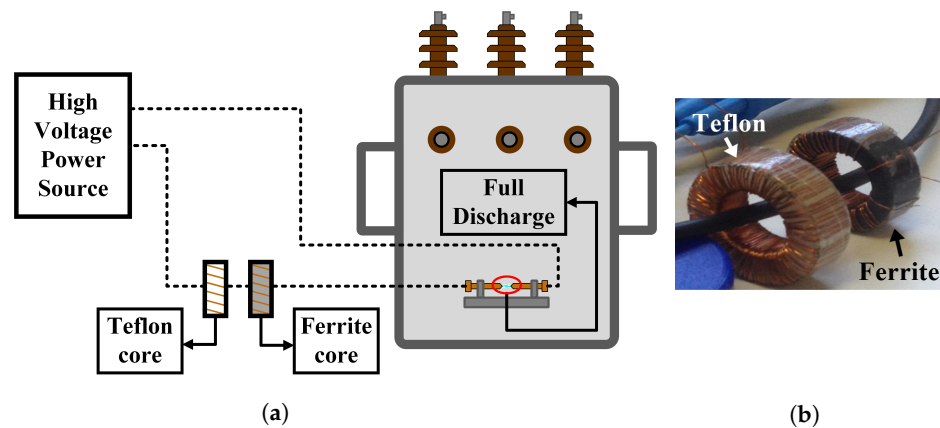 High
Voltage
Power
Source
Full
Discharge
Teflon
core
Ferrite
core
(a)
Teflon
Ferrite
(b)